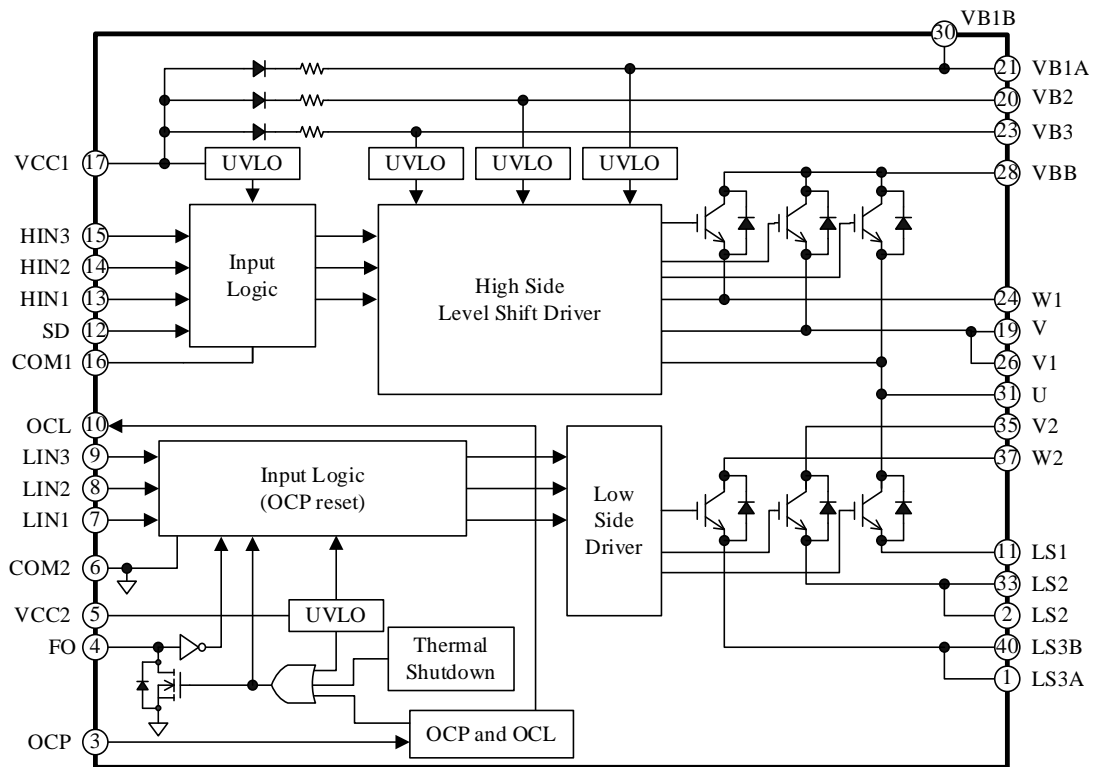 VB1B
30
21 VB1A
20 VB2
23 VB3
VCC1 17
UVLO
UVLO
UVLO
UVLO
28 VBB
HIN3 15
HIN2 14
HIN1 13
SD 12
COM1 16
Input
Logic
High Side
Level Shift Driver
24 W1
19 V
26 V1
31 U
35 V2
37 W2
OCL 10
LIN3 9
LIN2 8
LIN1 7
COM2 6
VCC2 5
FO 4
OCP 3
Input Logic
(OCP reset)
Low
Side
Driver
UVLO
Thermal
Shutdown
OCP and OCL
11 LS1
33 LS2
2 LS2
40 LS3B
1 LS3A